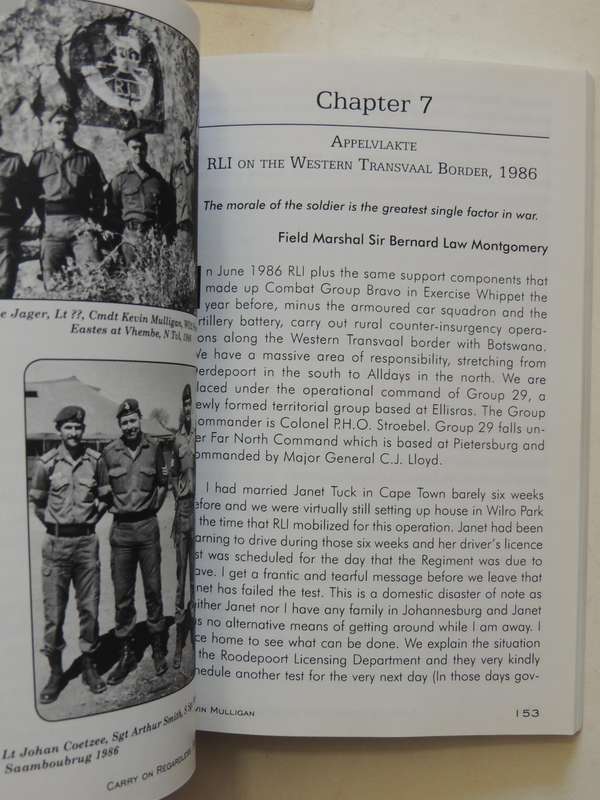 RLI
e Jager, Lt ??, Cmdt Kevin Mulligan,
Eastes at Vhembe, N Tvl,
Lt Johan Coetzee, Sgt Arthur Smith,
Saamboubrug 1986
CARRY ON REGARDLESS
Chapter 7
APPELVLAKTE
RLI ON THE WESTERN TRANSVAAL BORDER, 1986
The morale of the soldier is the greatest single factor in war.
Field Marshal Sir Bernard Law Montgomery
n June 1986 RLI plus the same support components that
made up Combat Group Bravo in Exercise Whippet the
year before, minus the armoured car squadron and the
rtillery battery, carry out rural counter-insurgency opera-
ons along the Western Transvaal border with Botswana.
We have a massive area of responsibility, stretching from
erdepoort in the south to Alldays in the north. We are
laced under the operational command of Group 29, a
ewly formed territorial group based at Ellisras. The Group
ommander is Colonel P.H.O. Stroebel. Group 29 falls un-
er Far North Command which is based at Pietersburg and
ommanded by Major General C.J. Lloyd.
I had married Janet Tuck in Cape Town barely six weeks
efore and we were virtually still setting up house in Wilro Park
the time that RLI mobilized for this operation. Janet had been
arning to drive during those six weeks and her driver's licence
st was scheduled for the day that the Regiment was due to
ave. I get a frantic and tearful message before we leave that
net has failed the test. This is a domestic disaster of note as
ither Janet nor I have any family in Johannesburg and Janet
s no alternative means of getting around while I am away. I
ce home to see what can be done. We explain the situation
the Roodepoort Licensing Department and they very kindly
hedule another test for the very next day (In those days gov-
VIN MULLIGAN
153